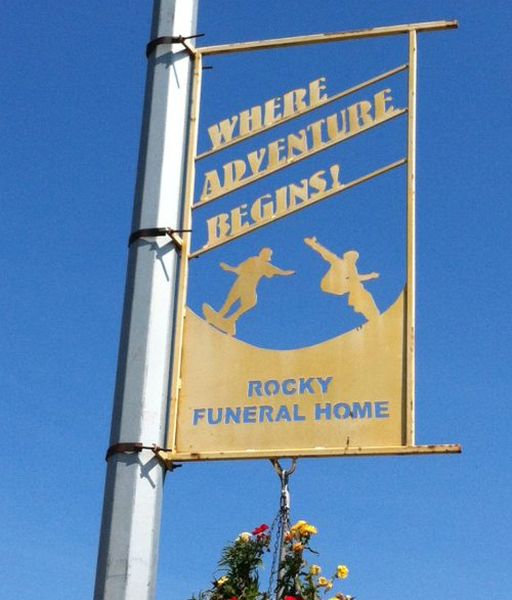 WHERE
ADVENTURE
BEGINS!
ROCKY
FUNERAL HOME